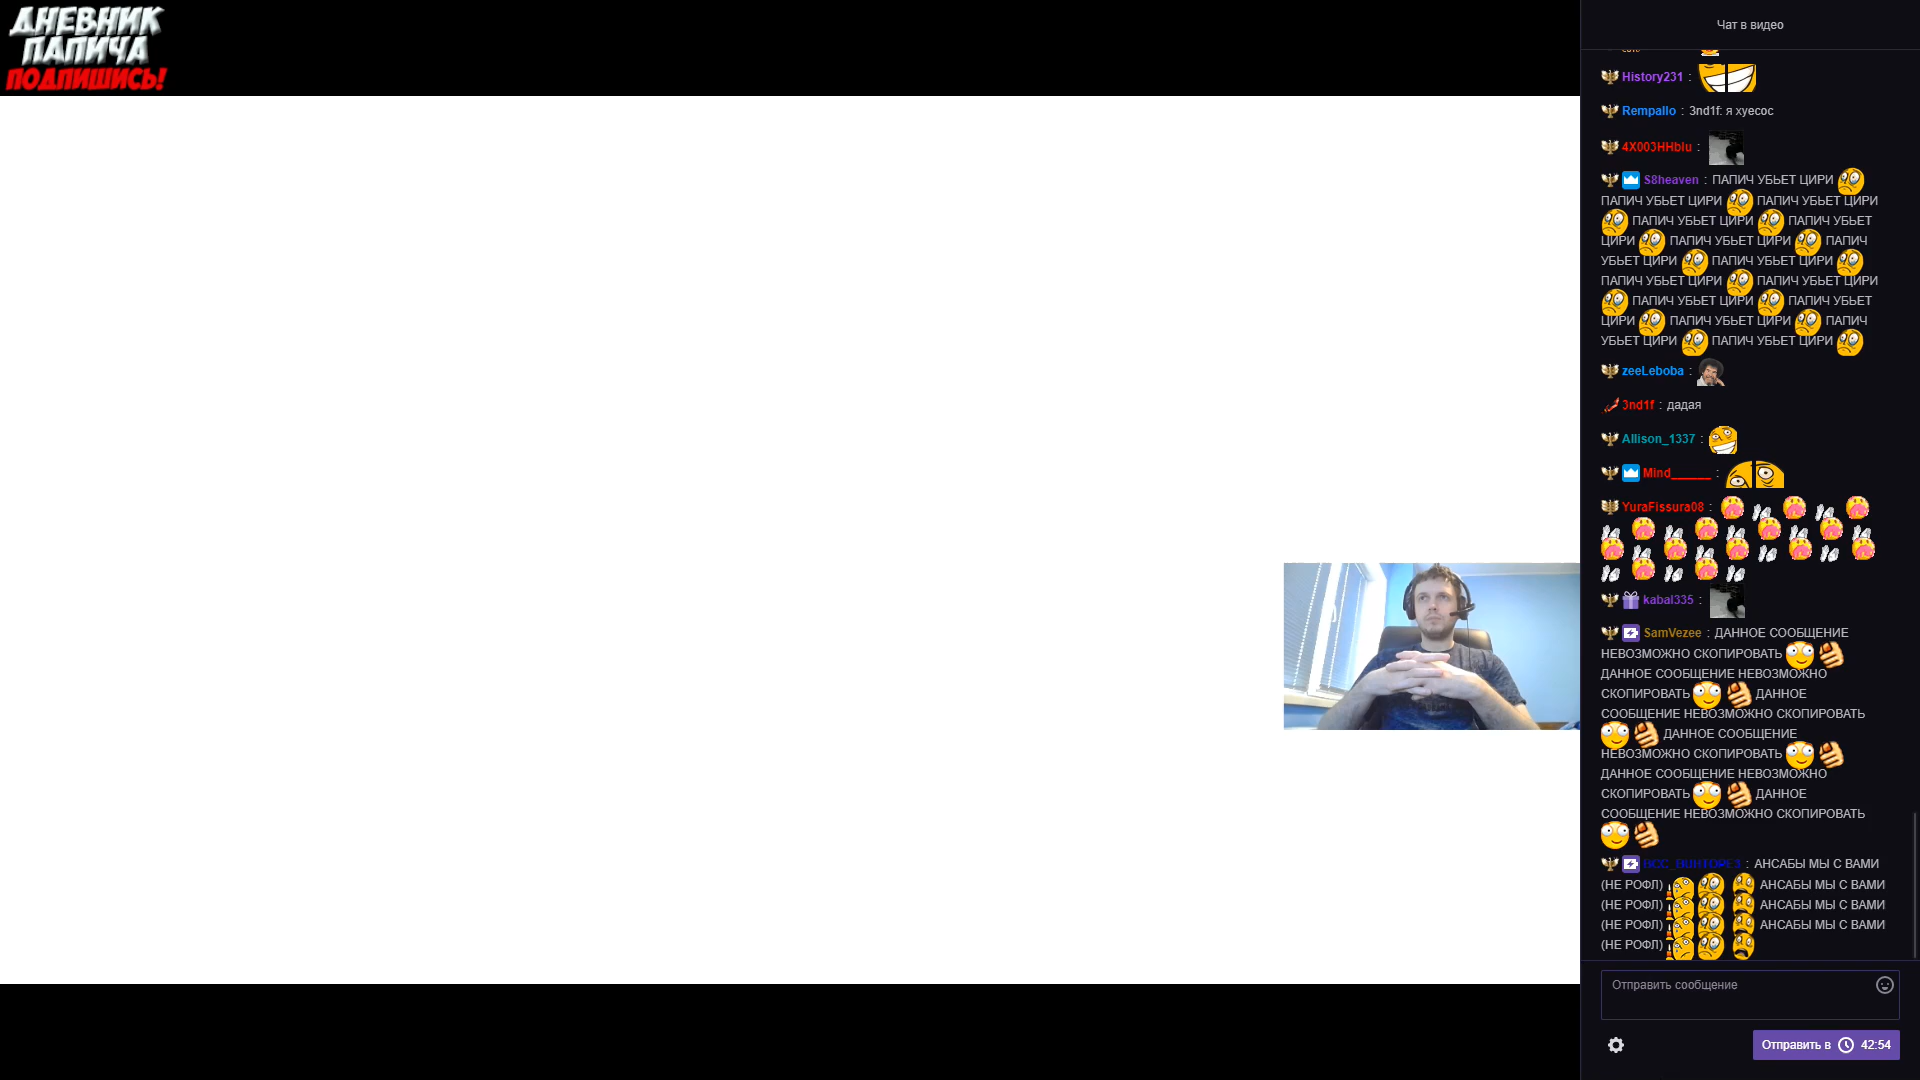 ДНЕВНИК
ПАПИЧА
ПОДПИШИСЬ!
Чат в видео
History231 :
Rempallo : 3nd1f: я хуесос
4X003HHblu :
S8heaven : ПАПИЧ УБЬЕТ ЦИРИ
ПАПИЧ УБЬЕТ ЦИРИ ПАПИЧ УБЬЕТ ЦИРИ
ПАПИЧ УБЬЕТ ЦИРИ ПАПИЧ УБЬЕТ
ЦИРИ ПАПИЧ УБЬЕТ ЦИРИ ПАПИЧ
УБЬЕТ ЦИРИ ПАПИЧ УБЬЕТ ЦИРИ
ПАПИЧ УБЬЕТ ЦИРИ ПАПИЧ УБЬЕТ ЦИРИ
ПАПИЧ УБЬЕТ ЦИРИ ПАПИЧ УБЬЕТ
ЦИРИ ПАПИЧ УБЬЕТ ЦИРИ ПАПИЧ
УБЬЕТ ЦИРИ ПАПИЧ УБЬЕТ ЦИРИ
zeeLeboba :
3nd1f : дадая
Allison_1337 :
Mind______ :
YuraFissura08 :
kabal335 :
SamVezee : ДАННОЕ СООБЩЕНИЕ
НЕВОЗМОЖНО СКОПИРОВАТЬ
ДАННОЕ СООБЩЕНИЕ НЕВОЗМОЖНО
СКОПИРОВАТЬ ДАННОЕ
СООБЩЕНИЕ НЕВОЗМОЖНО СКОПИРОВАТЬ
ДАННОЕ СООБЩЕНИЕ
НЕВОЗМОЖНО СКОПИРОВАТЬ
ДАННОЕ СООБЩЕНИЕ НЕВОЗМОЖНО
СКОПИРОВАТЬ ДАННОЕ
СООБЩЕНИЕ НЕВОЗМОЖНО СКОПИРОВАТЬ
: АНСАБЫ МЫ С ВАМИ
(НЕ РОФЛ) АНСАБЫ МЫ С ВАМИ
(НЕ РОФЛ) АНСАБЫ МЫ С ВАМИ
(НЕ РОФЛ) АНСАБЫ МЫ С ВАМИ
(НЕ РОФЛ)
Отправить сообщение
Отправить в 42:54